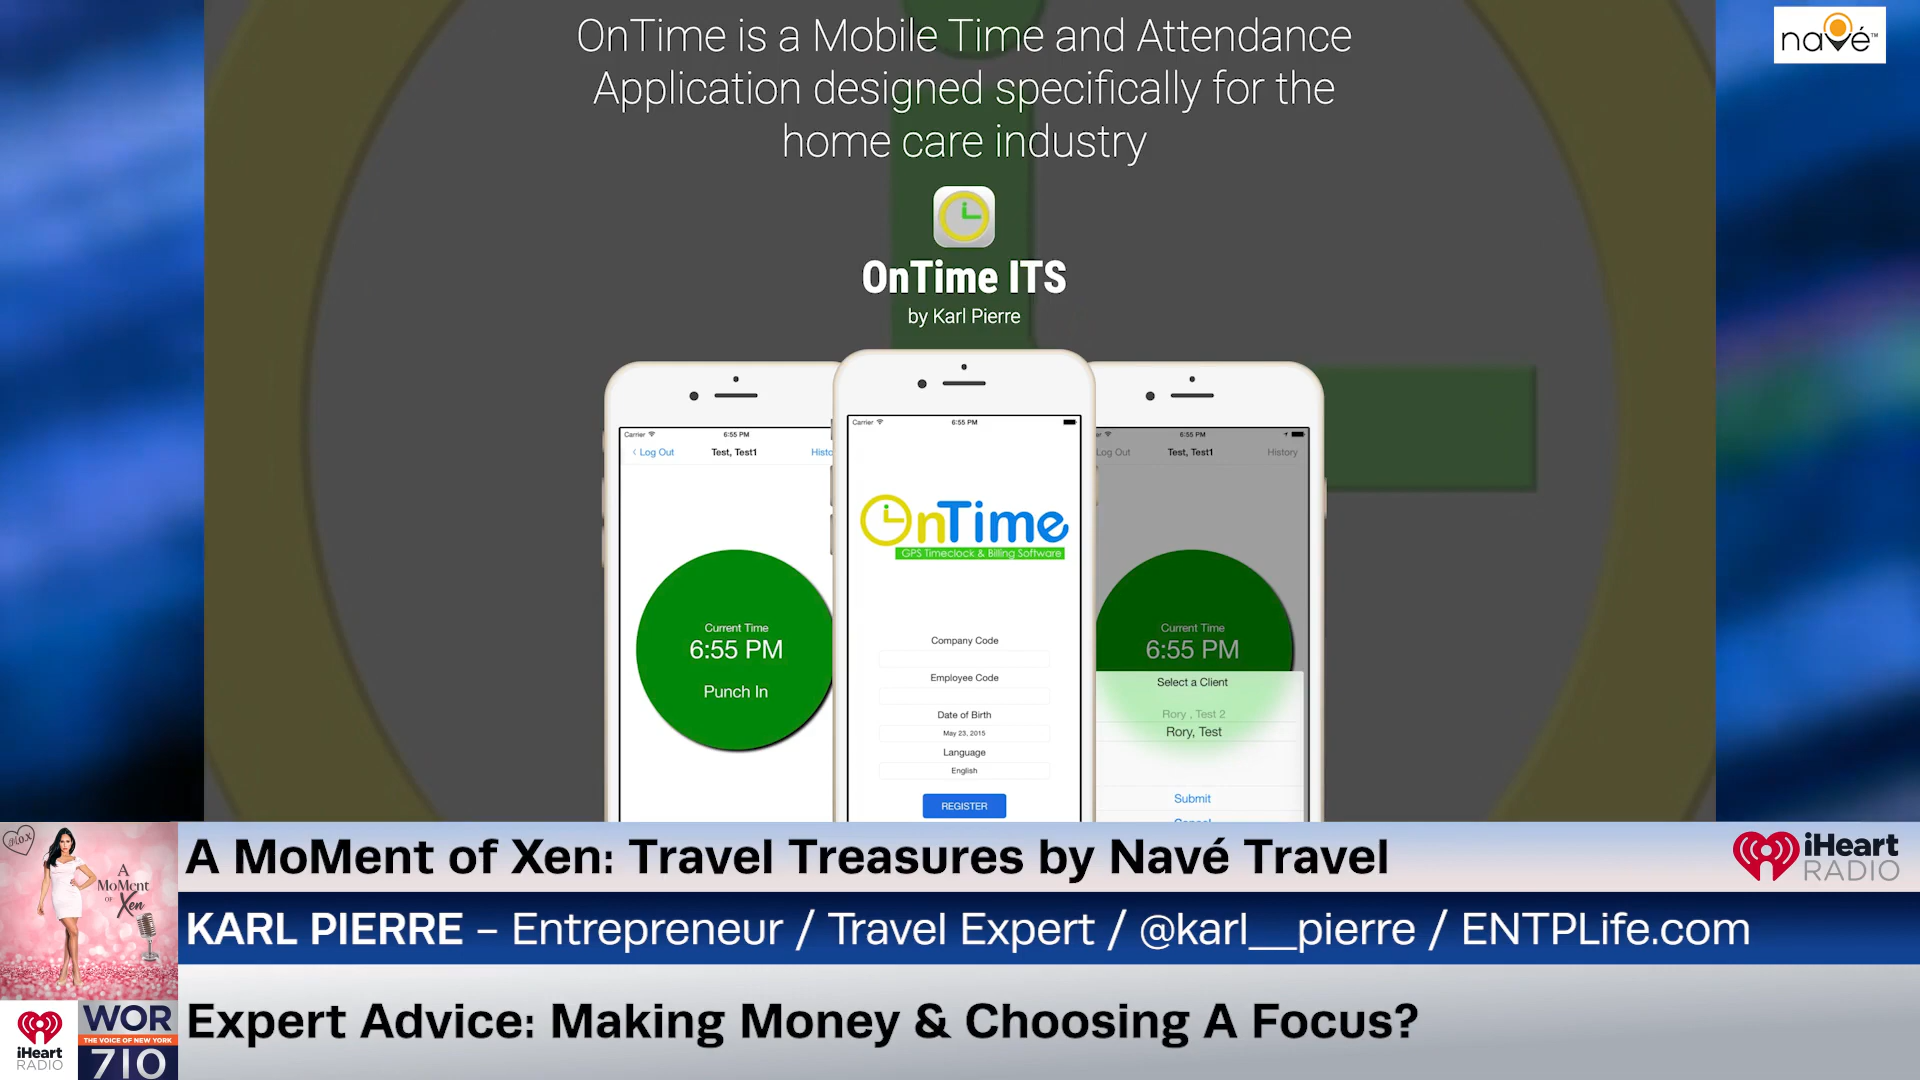 OnTime is a Mobile Time and Attendance
Application designed specifically for the
home care industry
navé™
OnTime ITS
by Karl Pierre
Carrier
6:55 PM
Log Out
Test, Test1
Current Time
6:55 PM
Punch In
Carrier
6:55 PM
OnTime
GPS Timeclock & Billing Software
Company Code
Employee Code
Date of Birth
May 23, 2015
Language
English
REGISTER
6:55 PM
Log Out
Test, Test1
History
Current Time
6:55 PM
Select a Client
Rory , Test 2
Rory, Test
Submit
A MoMent of Xen: Travel Treasures by Navé Travel
iHeart
RADIO
KARL PIERRE – Entrepreneur / Travel Expert / @karl__pierre / ENTPLife.com
Expert Advice: Making Money & Choosing A Focus?
M.O.X
A
MoMent
OF Xen
iHeart
RADIO
WOR
THE VOICE OF NEW YORK
710